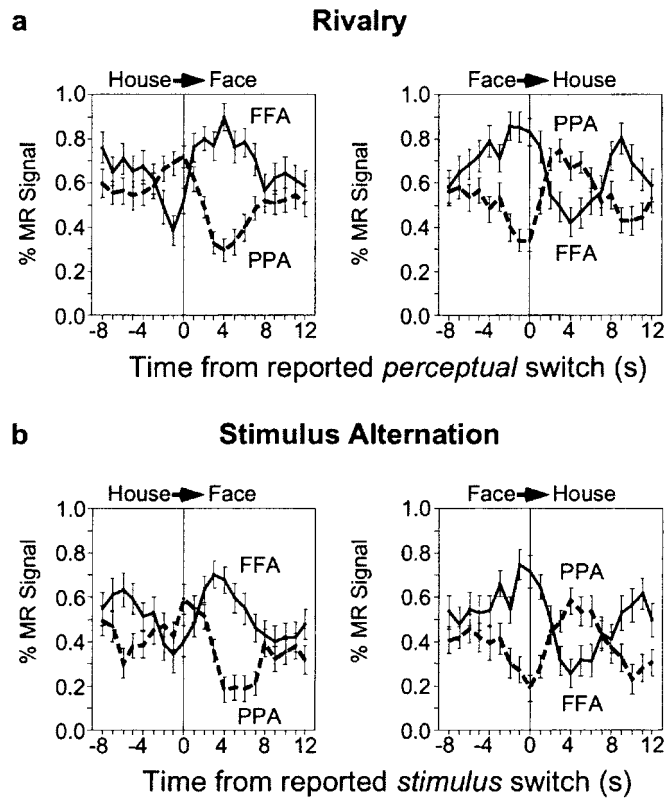 a Rivalry
House Face Face House
1.0 FFA 1.0 PPA
0.8 0.8
0.6 0.6
0.4 0.4
0.2 PPA 0.2 FFA
0.0 0.0
% MR Signal % MR Signal
-8 -4 0 4 8 12 -8 -4 0 4 8 12
Time from reported perceptual switch (s)
b Stimulus Alternation
House Face Face House
1.0 1.0
0.8 FFA 0.8 PPA
0.6 0.6
0.4 0.4
0.2 0.2
0.0 PPA 0.0 FFA
% MR Signal % MR Signal
-8 -4 0 4 8 12 -8 -4 0 4 8 12
Time from reported stimulus switch (s)